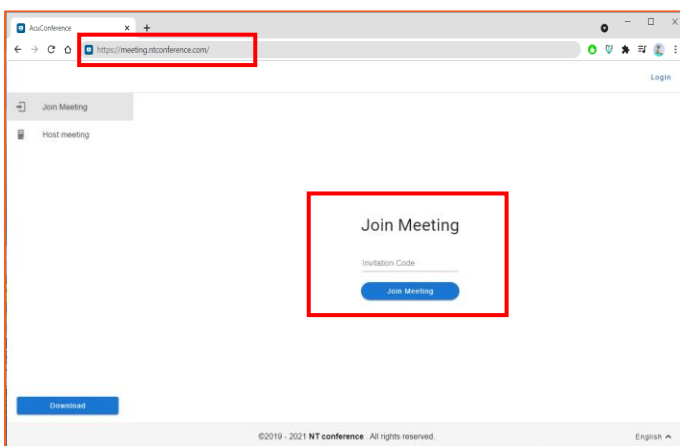 AcuConference
https://meeting.ntconference.com/
Login
Join Meeting
Host meeting
Join Meeting
Invitation Code
Join Meeting
Download
©2019 - 2021 NT conference . All rights reserved.
English